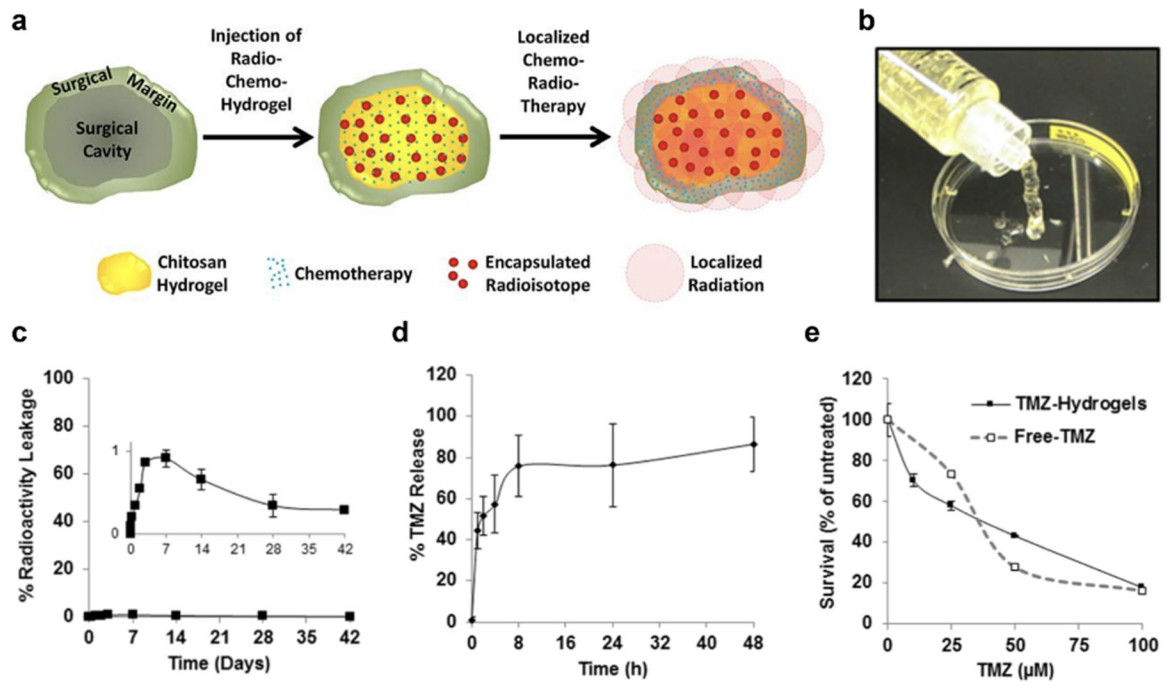 a
Surgical
Margin
Surgical
Cavity
Injection of
Radio-
Chemo-
Hydrogel
Localized
Chemo-
Radio-
Therapy
Chitosan
Hydrogel
Chemotherapy
Encapsulated
Radioisotope
Localized
Radiation
b
c
% Radioactivity Leakage
100
80
60
40
20
0
1
0
0 7 14 21 28 35 42
0 7 14 21 28 35 42
Time (Days)
d
% TMZ Release
120
100
80
60
40
20
0
0 8 16 24 32 40 48
Time (h)
e
Survival (% of untreated)
120
100
80
60
40
20
0
TMZ-Hydrogels
Free-TMZ
0 25 50 75 100
TMZ (µM)